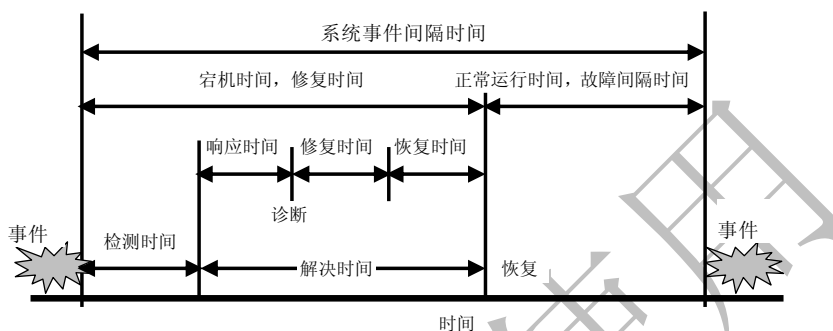 系统事件间隔时间
宕机时间，修复时间
正常运行时间，故障间隔时间
响应时间
修复时间
恢复时间
诊断
事件
检测时间
解决时间
恢复
事件
时间